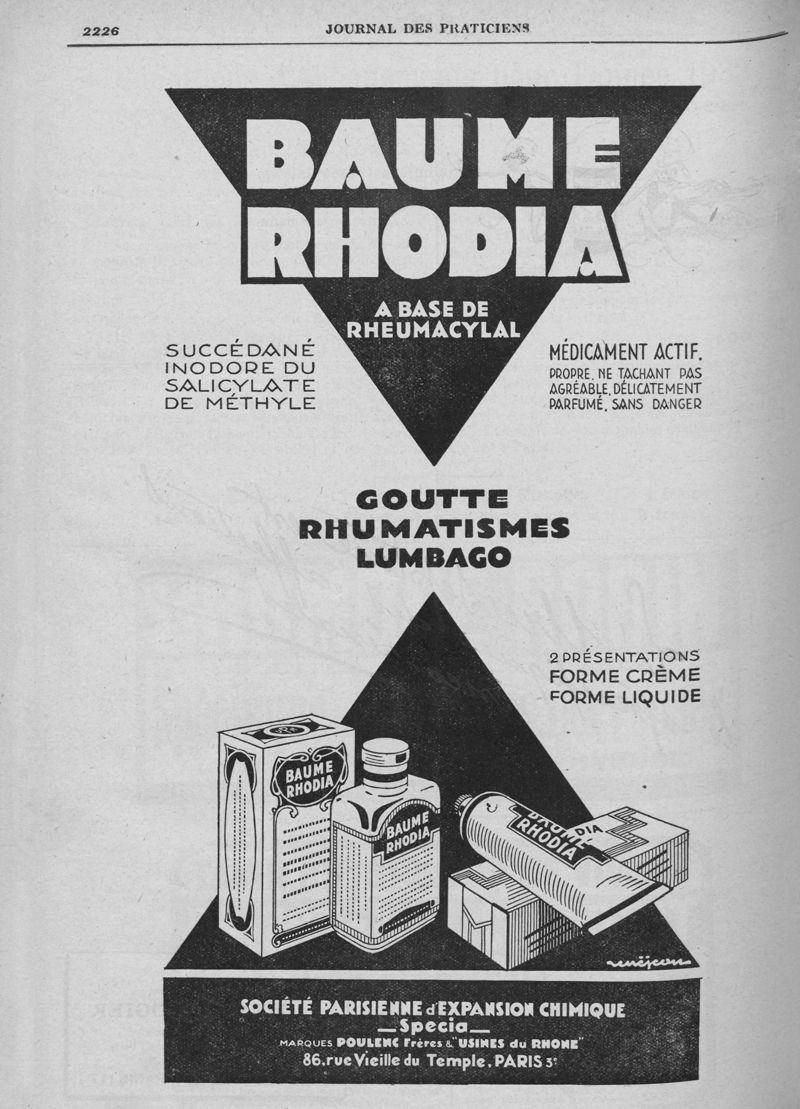 2226
JOURNAL DES PRATICIENS
BAUME
RHODIA
A BASE DE
RHEUMACYLAL
SUCCÉDANÉ
INODORE DU
SALICYLATE
DE MÉTHYLE
MÉDICAMENT ACTIF.
PROPRE, NE TACHANT PAS
AGRÉABLE, DÉLICATEMENT
PARFUMÉ, SANS DANGER
GOUTTE
RHUMATISMES
LUMBAGO
2 PRÉSENTATIONS
FORME CRÈME
FORME LIQUIDE
BAUME
RHODIA
BAUME
RHODIA
BAUME
RHODIA
DIA
SOCIÉTÉ PARISIENNE d'EXPANSION CHIMIQUE
_Specia_
MARQUES POULENC Frères & "USINES du RHONE"
86, rue Vieille du Temple. PARIS 3e